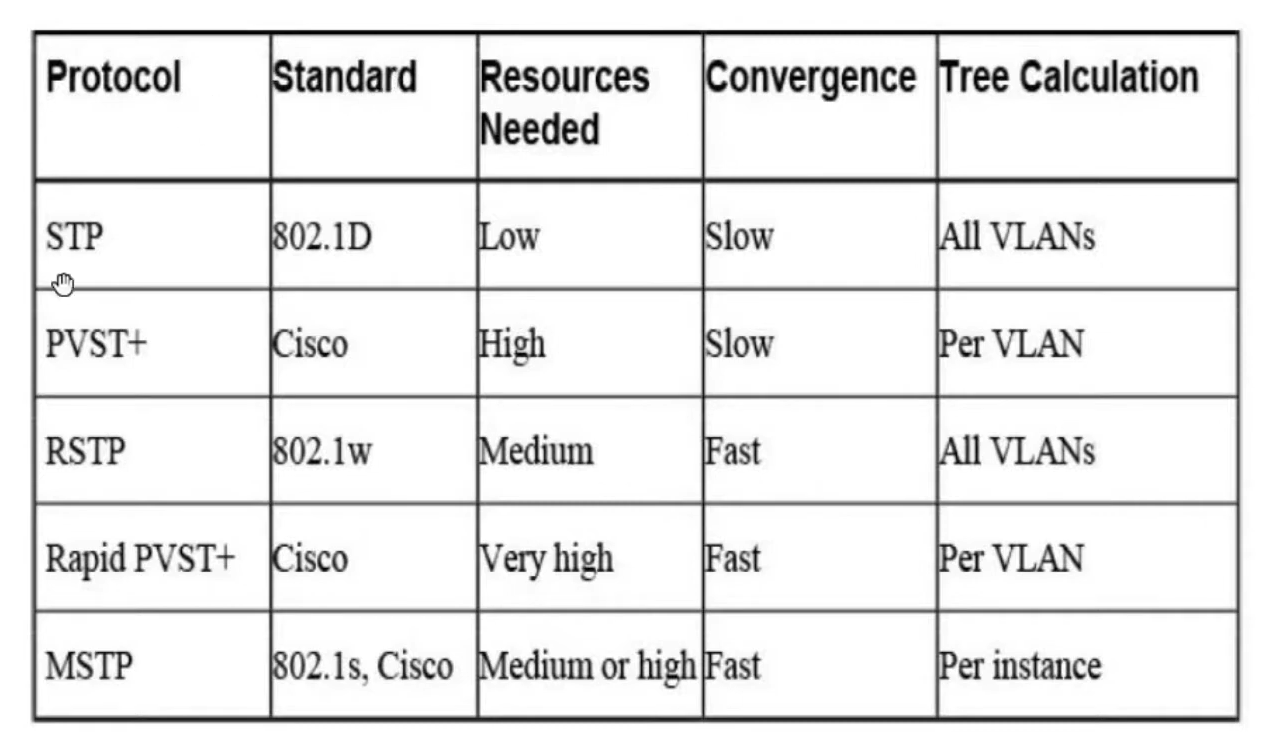 Protocol Standard Resources Needed Convergence Tree Calculation
STP 802.1D Low Slow All VLANs
PVST+ Cisco High Slow Per VLAN
RSTP 802.1w Medium Fast All VLANs
Rapid PVST+ Cisco Very high Fast Per VLAN
MSTP 802.1s, Cisco Medium or high Fast Per instance